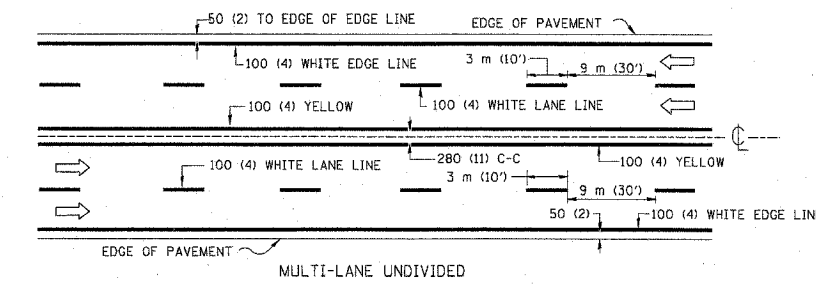 50 (2) TO EDGE OF EDGE LINE
EDGE OF PAVEMENT
100 (4) WHITE EDGE LINE
3 m (10')
9 m (30')
100 (4) YELLOW
100 (4) WHITE LANE LINE
℄
100 (4) WHITE LANE LINE
280 (11) C-C
100 (4) YELLOW
3 m (10')
9 m (30')
50 (2)
100 (4) WHITE EDGE LIN
EDGE OF PAVEMENT
MULTI-LANE UNDIVIDED